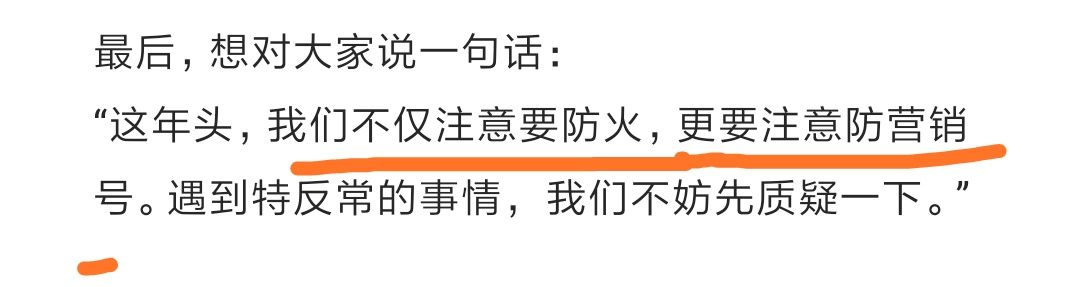 最后，想对大家说一句话：
“这年头，我们不仅注意要防火，更要注意防营销
号。遇到特反常的事情，我们不妨先质疑一下。”